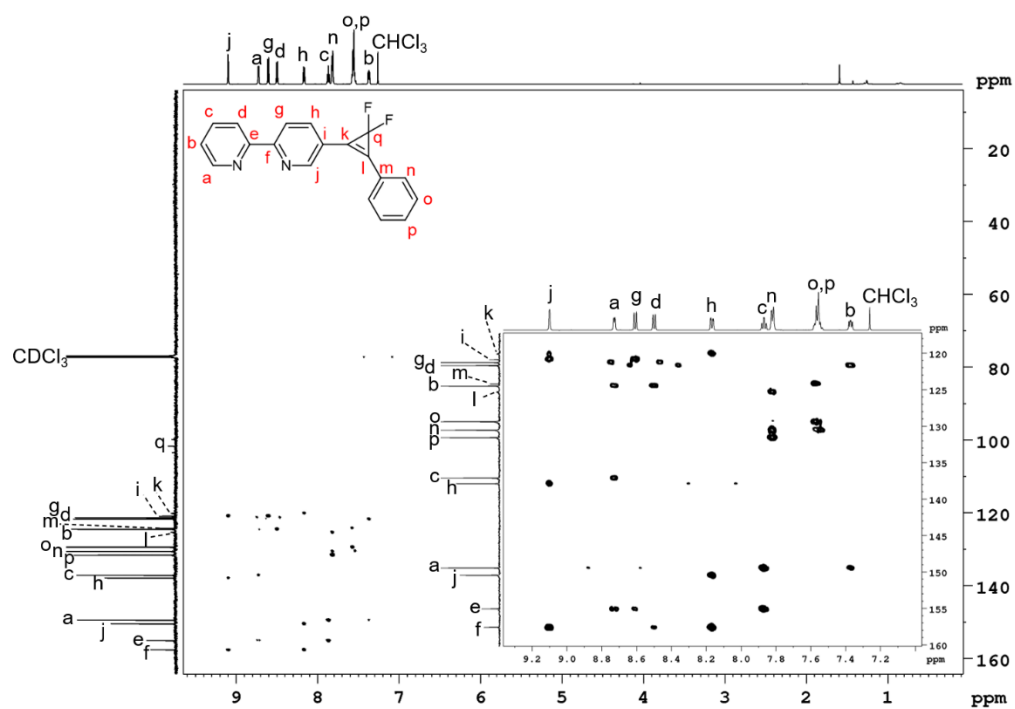 o,p
j a g d h c n b CHCl3
ppm
c d g h F F
b e f i k q
N N l m n
a j o
p
20
40
60
80
100
120
140
160
CDCl3
q
i k
g d
m
b l
o n
p
c h
a
j
e
f
9 8 7 6 5 4 3 2 1 ppm
o,p
j a g d h c n b CHCl3
ppm
k
i
g d
m
b
l
o
n
p
c
h
a
j
e
f
120
125
130
135
140
145
150
155
160
9.2 9.0 8.8 8.6 8.4 8.2 8.0 7.8 7.6 7.4 7.2 ppm